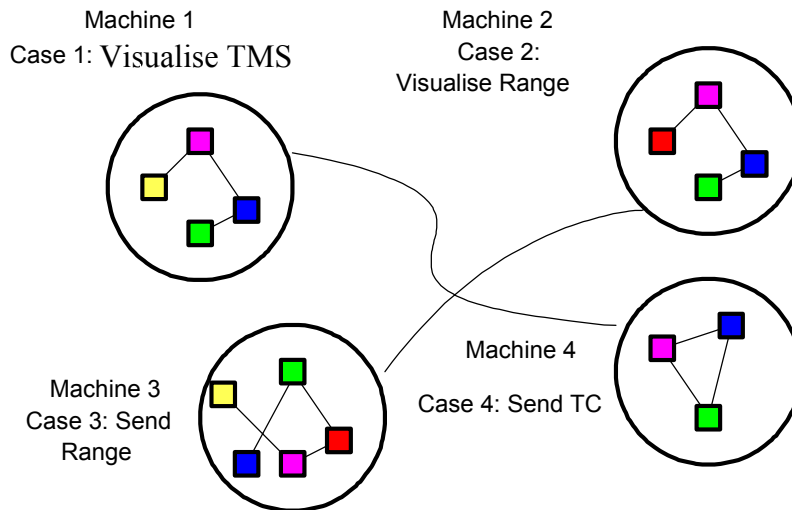 Machine 1
Case 1: Visualise TMS
Machine 2
Case 2:
Visualise Range
Machine 3
Case 3: Send
Range
Machine 4
Case 4: Send TC